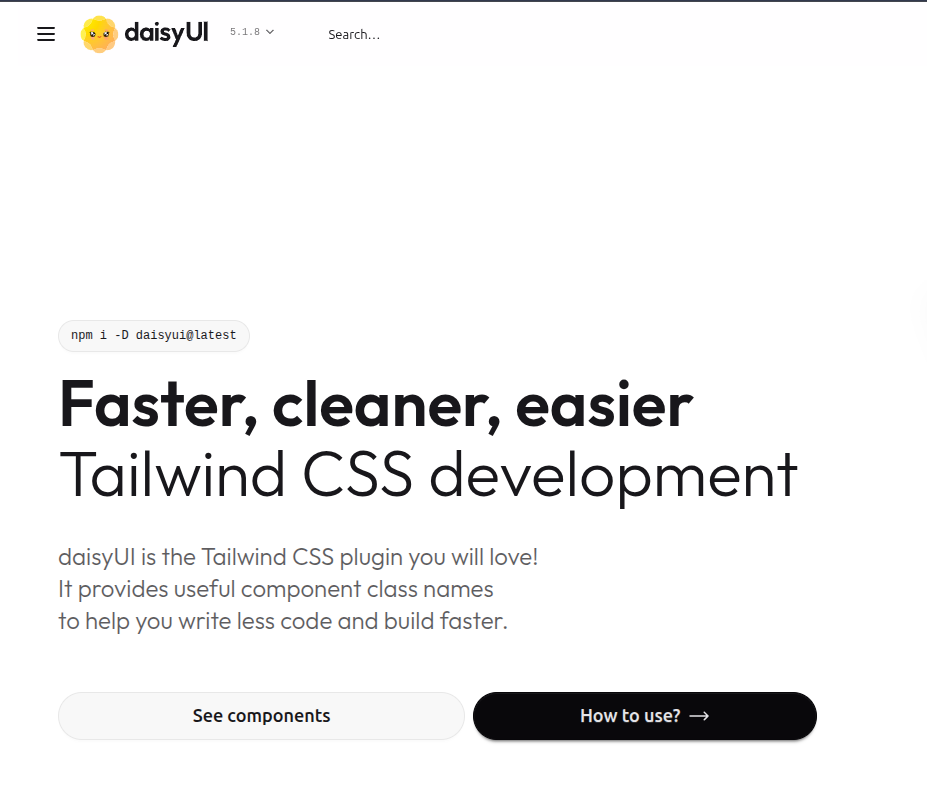 daisyUI 5.1.8 Search…
npm i -D daisyui@latest
Faster, cleaner, easier
Tailwind CSS development
daisyUI is the Tailwind CSS plugin you will love!
It provides useful component class names
to help you write less code and build faster.
See components How to use? →